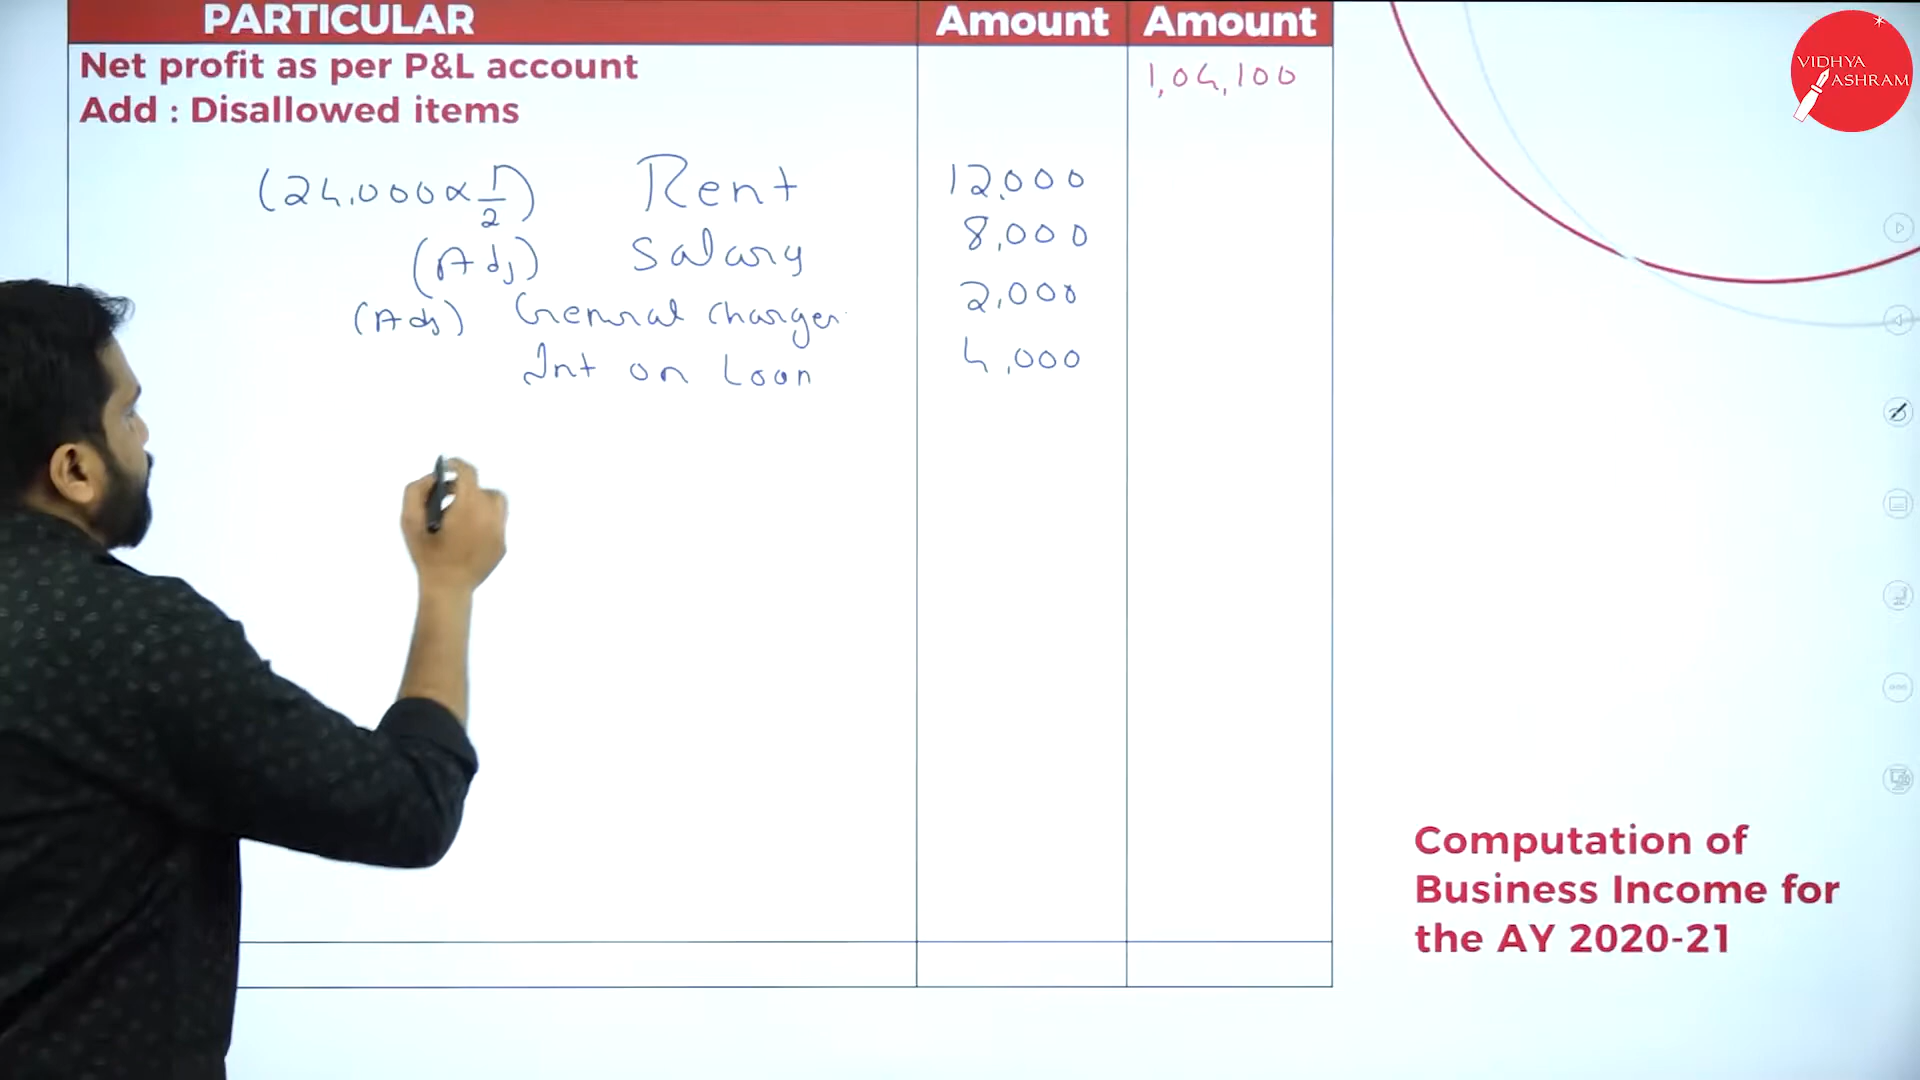 PARTICULAR Amount Amount
Net profit as per P&L account 1,04,100
Add : Disallowed items
(24,000 × 1/2) Rent 12,000
(Adj) Salary 8,000
(Adj) General charges 2,000
Int on Loan 4,000
VIDHYA
ASHRAM
Computation of
Business Income for
the AY 2020-21